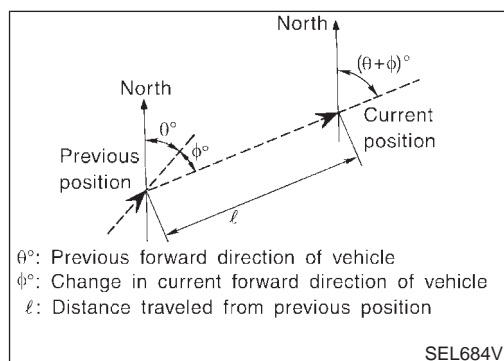 North
(θ+ϕ)°
North
θ°
ϕ°
Current
position
Previous
position
ℓ
θ°: Previous forward direction of vehicle
ϕ°: Change in current forward direction of vehicle
ℓ: Distance traveled from previous position
SEL684V